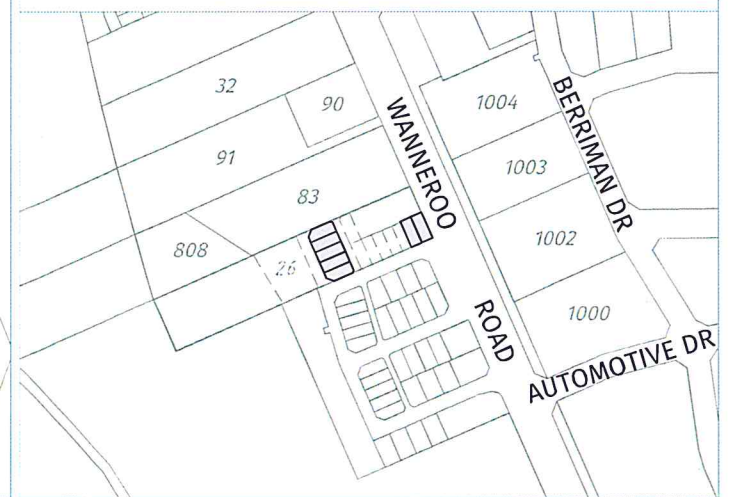 32
90
1004
BERRIMAN DR
WANNEROO
91
1003
83
808
26
1002
1000
ROAD
AUTOMOTIVE DR